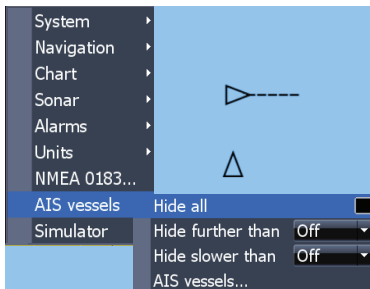 System
Navigation
Chart
Sonar
Alarms
Units
NMEA 0183...
AIS vessels
Hide all
Simulator
Hide further than Off
Hide slower than Off
AIS vessels...